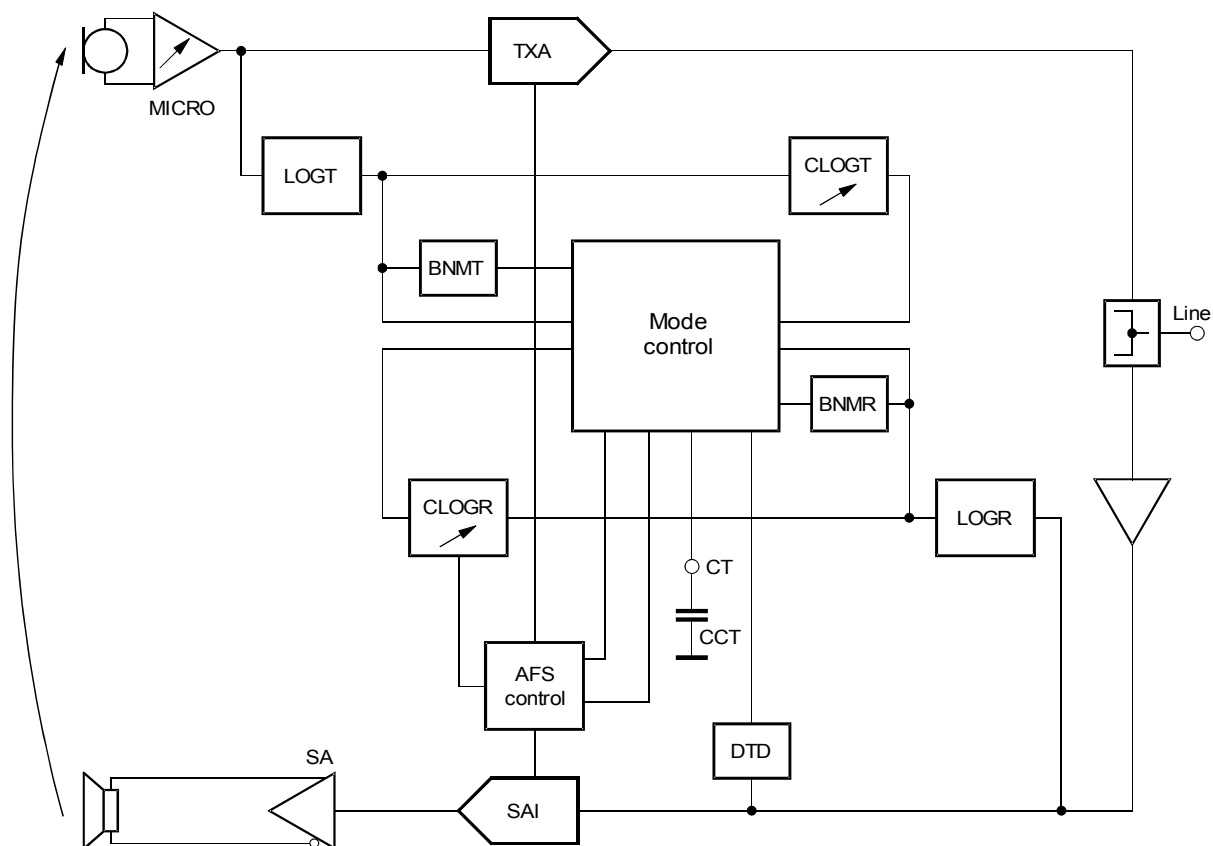 TXA
MICRO
LOGT
CLOGT
BNMT
Mode
control
Line
BNMR
CLOGR
LOGR
CT
CCT
AFS
control
DTD
SA
SAI